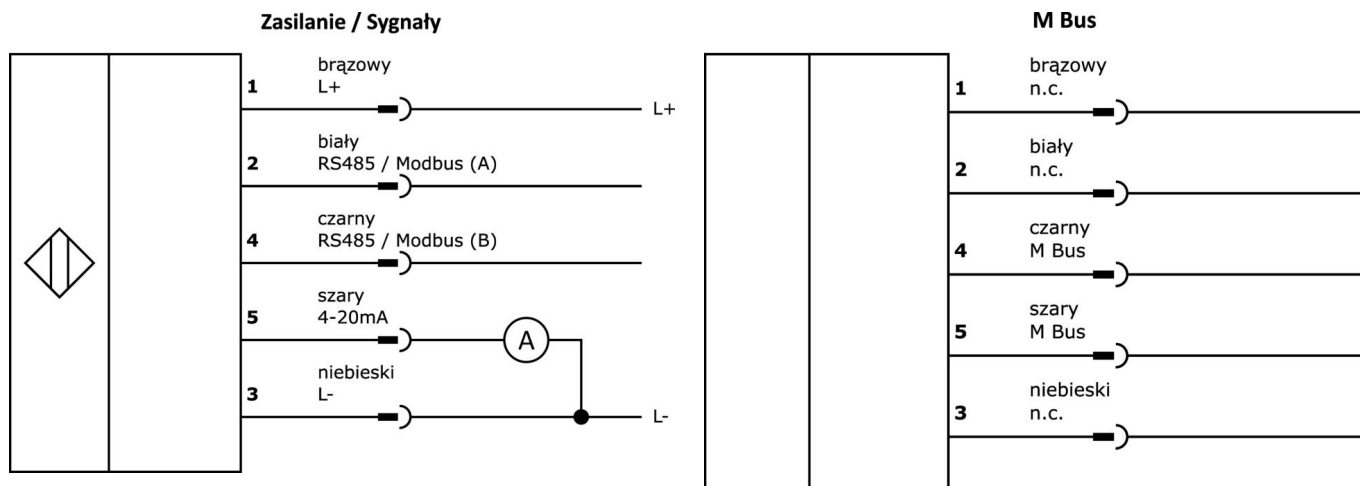 Zasilanie / Sygnały
brązowy
1 L+
L+
biały
2 RS485 / Modbus (A)
czarny
4 RS485 / Modbus (B)
szary
5 4-20mA
A
niebieski
3 L-
L-
M Bus
brązowy
1 n.c.
biały
2 n.c.
czarny
4 M Bus
szary
5 M Bus
niebieski
3 n.c.